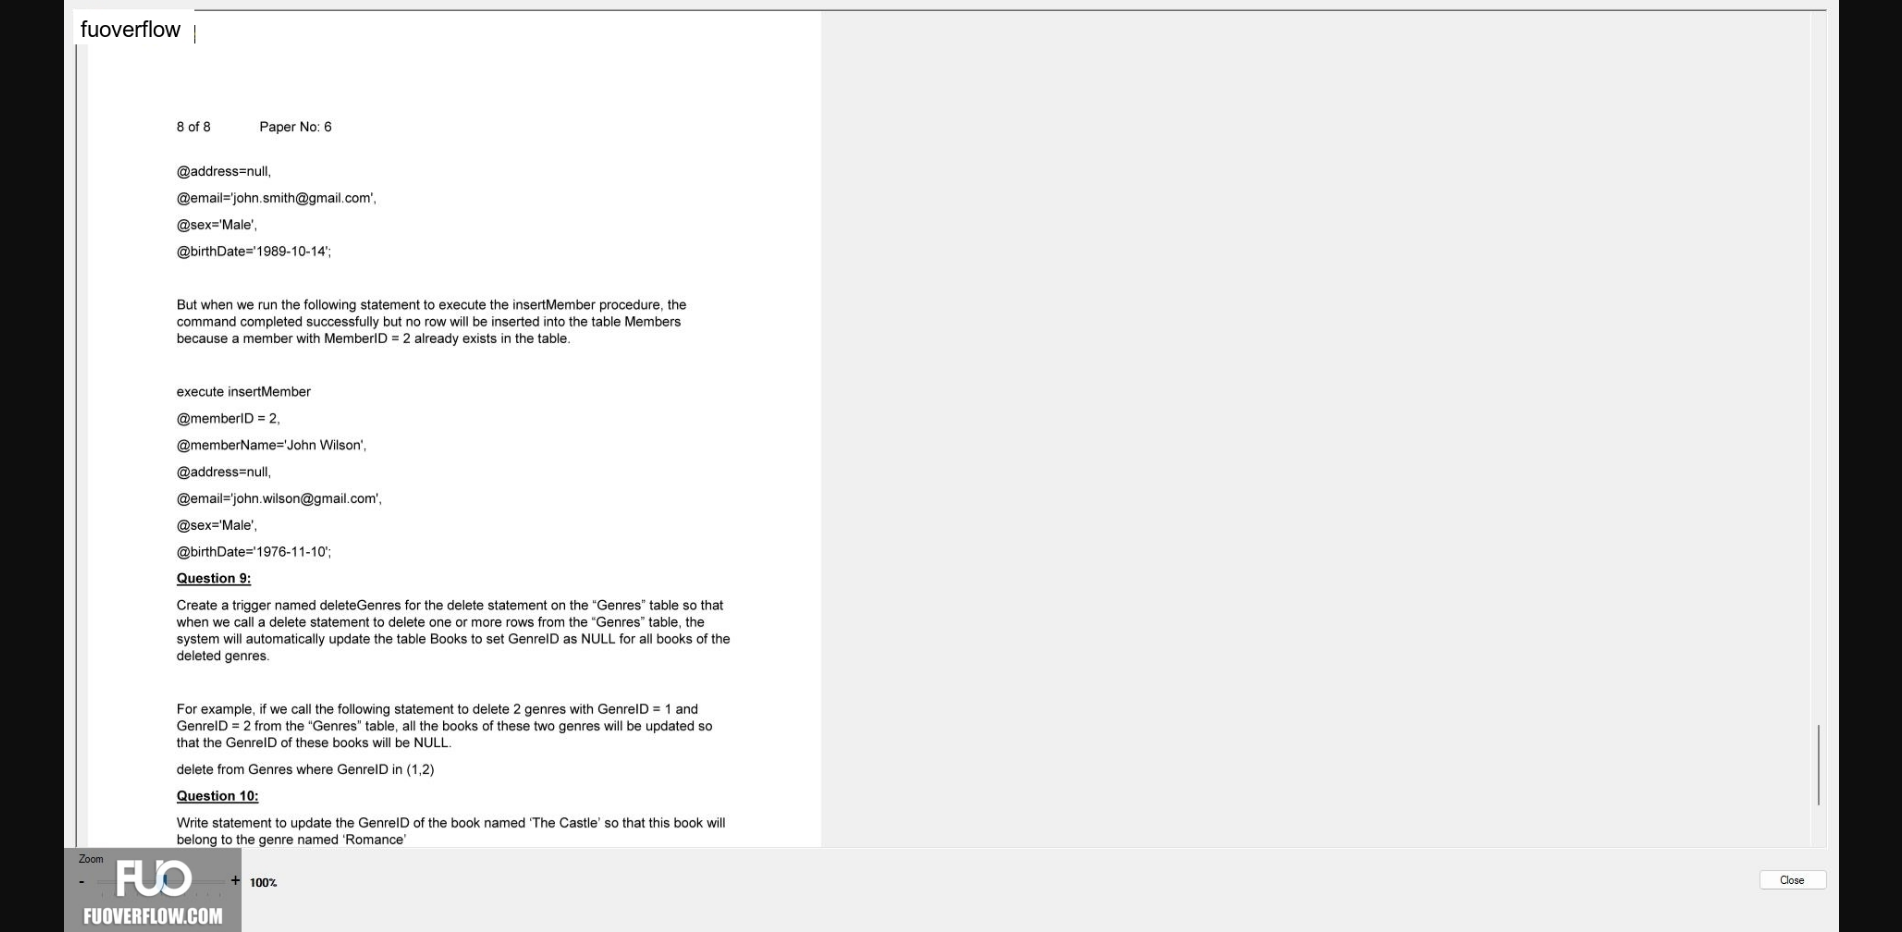 fuoverflow
8 of 8 Paper No: 6
@address=null,
@email='john.smith@gmail.com',
@sex='Male',
@birthDate='1989-10-14';
But when we run the following statement to execute the insertMember procedure, the
command completed successfully but no row will be inserted into the table Members
because a member with MemberID = 2 already exists in the table.
execute insertMember
@memberID = 2,
@memberName='John Wilson',
@address=null,
@email='john.wilson@gmail.com',
@sex='Male',
@birthDate='1976-11-10';
Question 9:
Create a trigger named deleteGenres for the delete statement on the “Genres” table so that
when we call a delete statement to delete one or more rows from the “Genres” table, the
system will automatically update the table Books to set GenreID as NULL for all books of the
deleted genres.
For example, if we call the following statement to delete 2 genres with GenreID = 1 and
GenreID = 2 from the “Genres” table, all the books of these two genres will be updated so
that the GenreID of these books will be NULL.
delete from Genres where GenreID in (1,2)
Question 10:
Write statement to update the GenreID of the book named ‘The Castle’ so that this book will
belong to the genre named ‘Romance’
Zoom
- + 100%
FUO
FUOVERFLOW.COM
Close